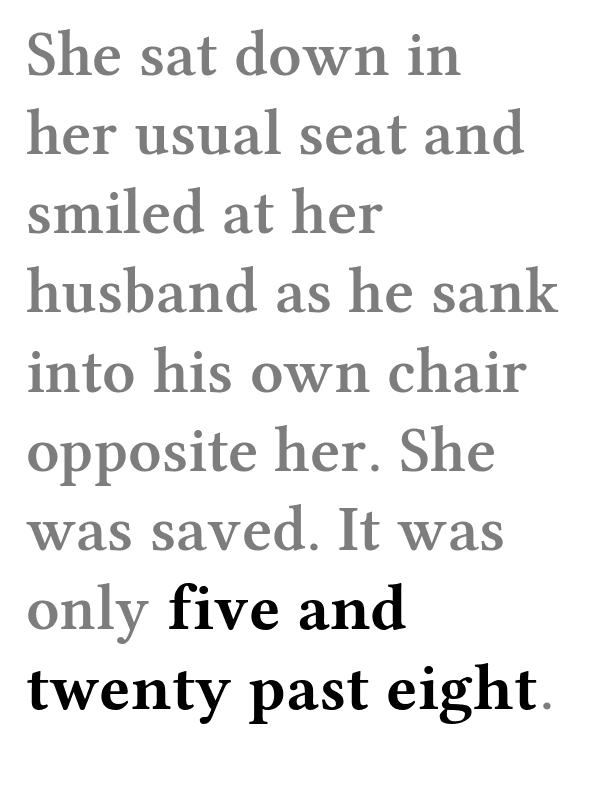 She sat down in
her usual seat and
smiled at her
husband as he sank
into his own chair
opposite her. She
was saved. It was
only five and
twenty past eight.